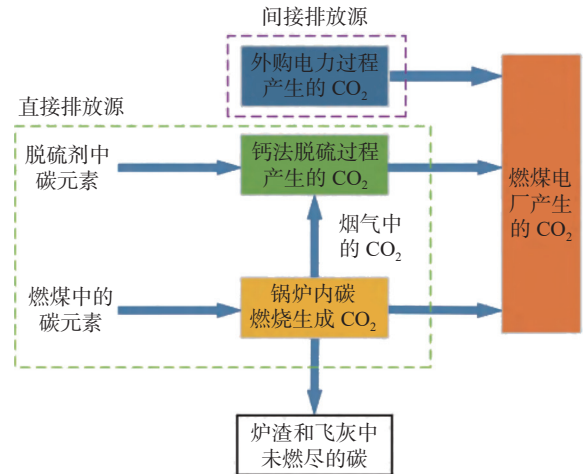 间接排放源
外购电力过程
产生的 CO₂
直接排放源
脱硫剂中
碳元素
钙法脱硫过程
产生的 CO₂
燃煤电
厂产生
的 CO₂
烟气中
的 CO₂
燃煤中的
碳元素
锅炉内碳
燃烧生成 CO₂
炉渣和飞灰中
未燃尽的碳